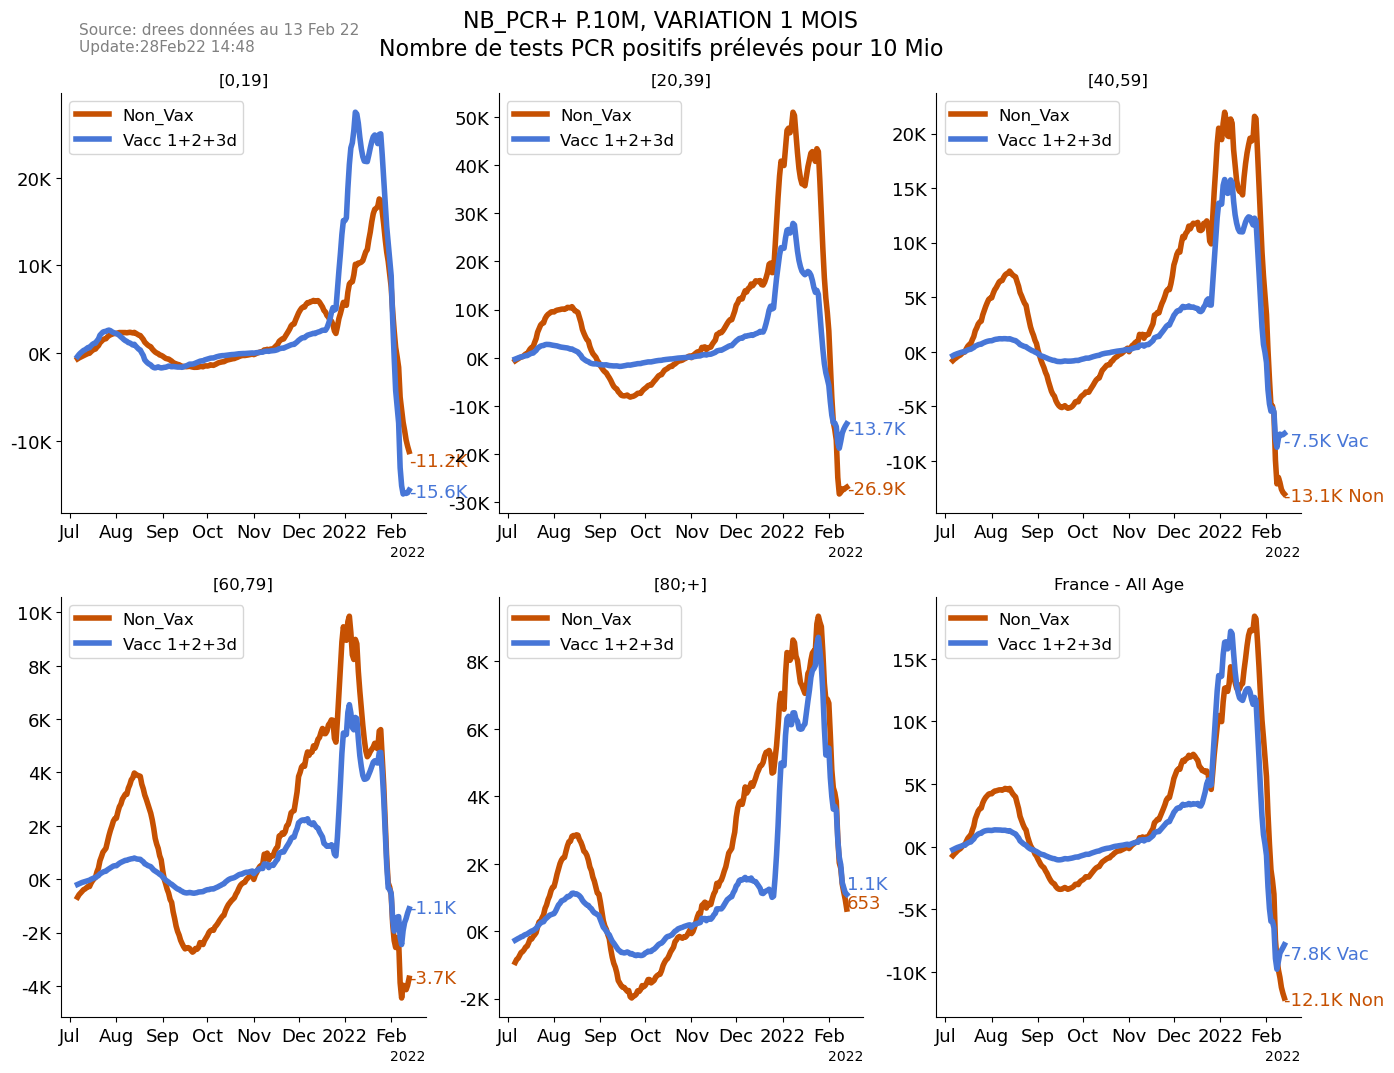 Source: drees données au 13 Feb 22
Update:28Feb22 14:48
NB_PCR+ P.10M, VARIATION 1 MOIS
Nombre de tests PCR positifs prélevés pour 10 Mio
[0,19]
Non_Vax
Vacc 1+2+3d
20K
10K
0K
-10K
-11.2K
-15.6K
Jul Aug Sep Oct Nov Dec 2022 Feb
2022
[20,39]
Non_Vax
Vacc 1+2+3d
50K
40K
30K
20K
10K
0K
-10K
-20K
-30K
-13.7K
-26.9K
Jul Aug Sep Oct Nov Dec 2022 Feb
2022
[40,59]
Non_Vax
Vacc 1+2+3d
20K
15K
10K
5K
0K
-5K
-10K
-7.5K Vac
-13.1K Non
Jul Aug Sep Oct Nov Dec 2022 Feb
2022
[60,79]
Non_Vax
Vacc 1+2+3d
10K
8K
6K
4K
2K
0K
-2K
-4K
-1.1K
-3.7K
Jul Aug Sep Oct Nov Dec 2022 Feb
2022
[80;+]
Non_Vax
Vacc 1+2+3d
8K
6K
4K
2K
0K
-2K
1.1K
653
Jul Aug Sep Oct Nov Dec 2022 Feb
2022
France - All Age
Non_Vax
Vacc 1+2+3d
15K
10K
5K
0K
-5K
-10K
-7.8K Vac
-12.1K Non
Jul Aug Sep Oct Nov Dec 2022 Feb
2022